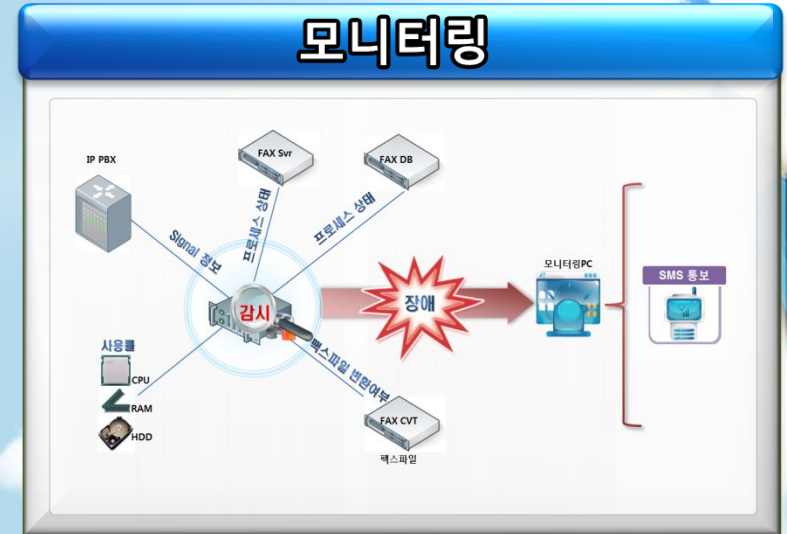 모니터링
IP PBX
FAX Svr
FAX DB
Signal 정보
프로세스 상태
프로세스 상태
감시
장애
모니터링PC
SMS 통보
사용률
CPU
RAM
HDD
팩스파일 변환여부
FAX CVT
팩스파일